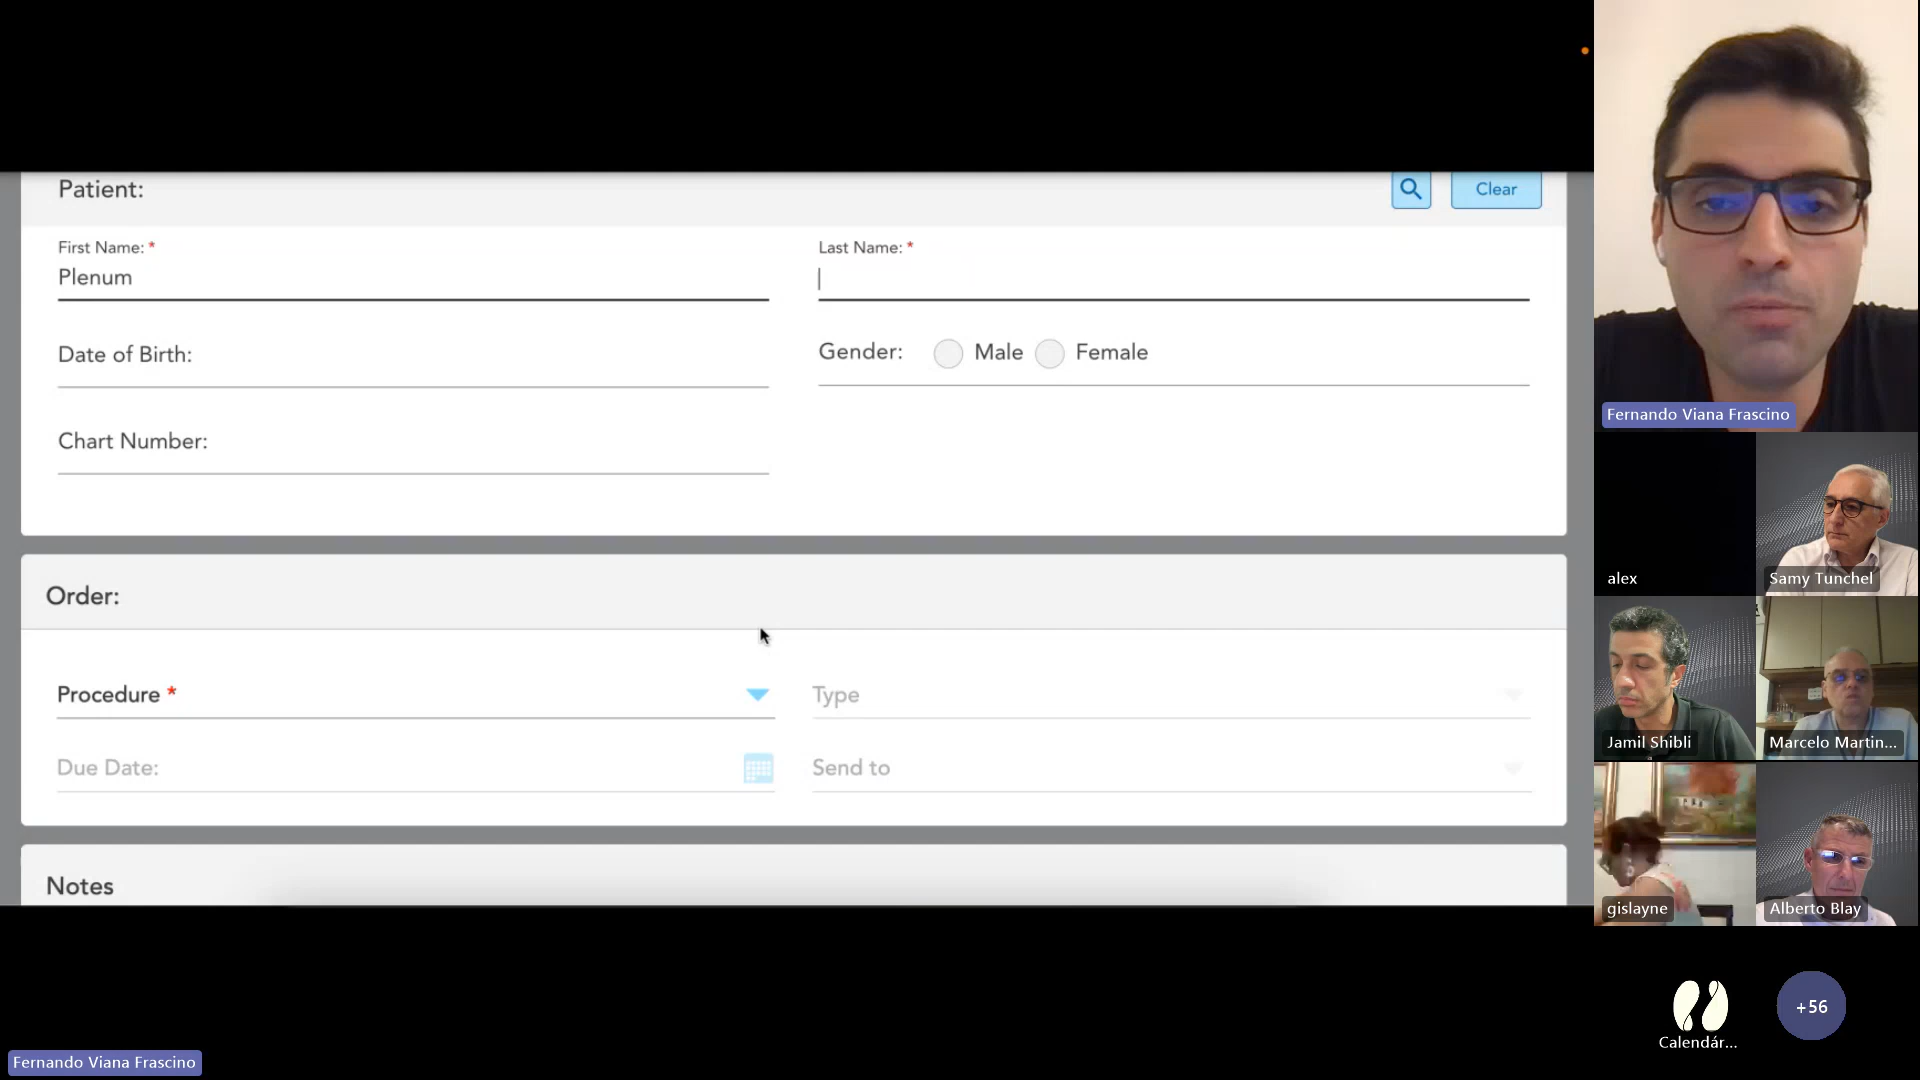 Patient:
Clear
First Name: *
Last Name: *
Plenum
Date of Birth:
Gender:
Male
Female
Chart Number:
Order:
Procedure *
Type
Due Date:
Send to
Notes
Fernando Viana Frascino
Fernando Viana Frascino
alex
Samy Tunchel
Jamil Shibli
Marcelo Martin...
gislayne
Alberto Blay
Calendár...
+56